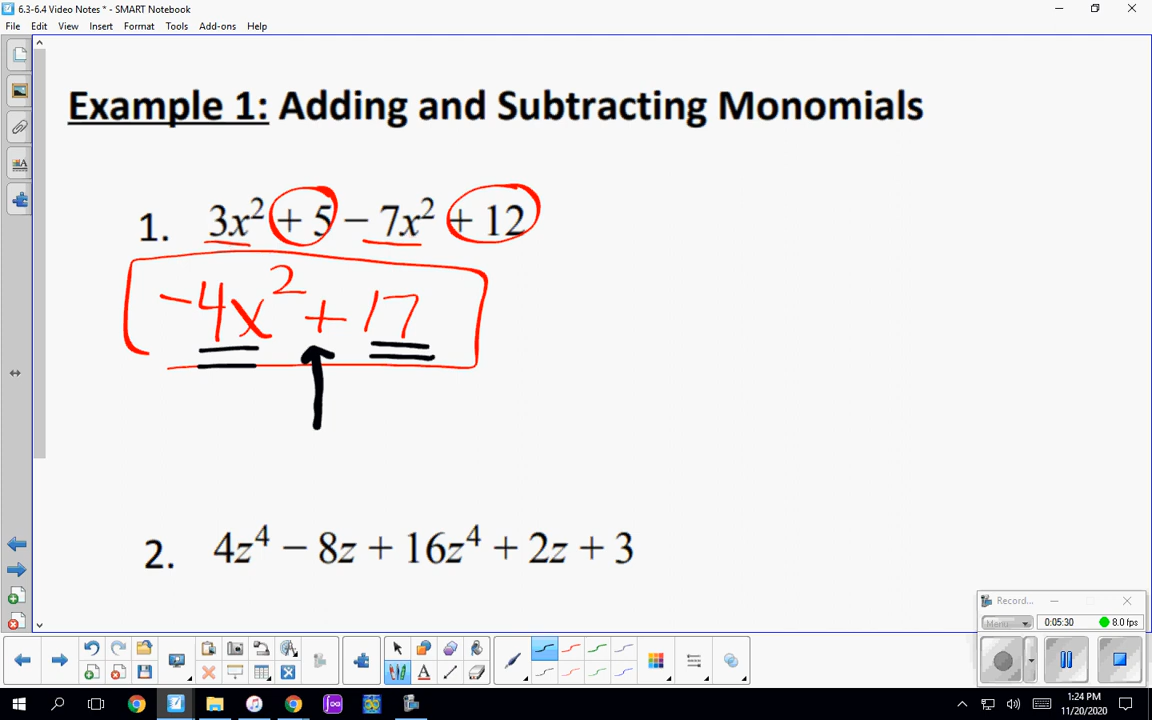 6.3-6.4 Video Notes * - SMART Notebook
File Edit View Insert Format Tools Add-ons Help
Example 1: Adding and Subtracting Monomials
1. 3x² + 5 − 7x² + 12
−4x² + 17
2. 4z⁴ − 8z + 16z⁴ + 2z + 3
Record...
Menu 0:05:30 8.0 fps
1:24 PM
11/20/2020